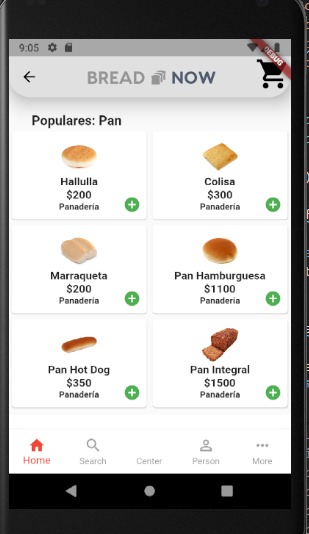 9:05
DEBUG
BREAD NOW
Populares: Pan
Hallulla
$200
Panadería
Colisa
$300
Panadería
Marraqueta
$200
Panadería
Pan Hamburguesa
$1100
Panadería
Pan Hot Dog
$350
Panadería
Pan Integral
$1500
Panadería
Home
Search
Center
Person
More